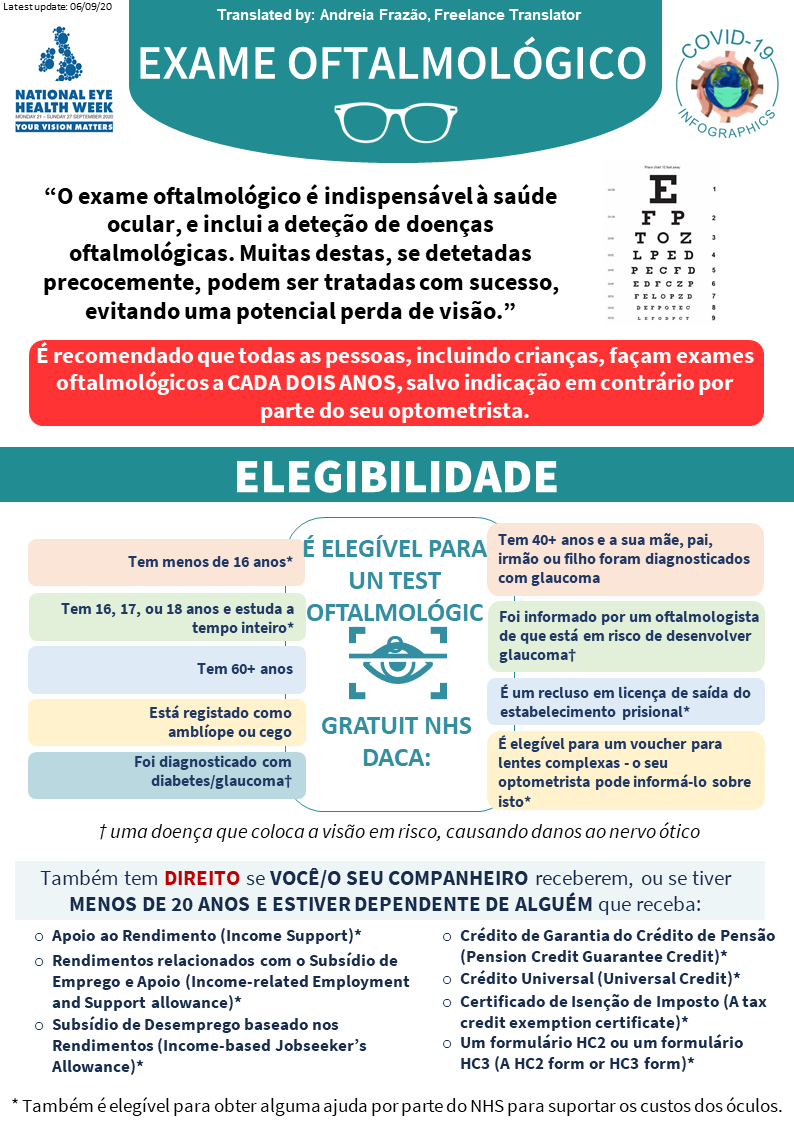 Latest update: 06/09/20
Translated by: Andreia Frazão, Freelance Translator
NATIONAL EYE
HEALTH WEEK
MONDAY 21 - SUNDAY 27 SEPTEMBER 2020
YOUR VISION MATTERS
EXAME OFTALMOLÓGICO
COVID-19
INFOGRAPHICS
“O exame oftalmológico é indispensável à saúde
ocular, e inclui a deteção de doenças
oftalmológicas. Muitas destas, se detetadas
precocemente, podem ser tratadas com sucesso,
evitando uma potencial perda de visão.”
E 1
F P 2
T O Z 3
L P E D 4
P E C F D 5
E D F C Z P 6
F E L O P Z D 7
D E F P O T E C 8
L E F O D P C T 9
É recomendado que todas as pessoas, incluindo crianças, façam exames
oftalmológicos a CADA DOIS ANOS, salvo indicação em contrário por
parte do seu optometrista.
ELEGIBILIDADE
É ELEGÍVEL PARA
UN TEST
OFTALMOLÓGIC
GRATUIT NHS
DACA:
Tem menos de 16 anos*
Tem 16, 17, ou 18 anos e estuda a
tempo inteiro*
Tem 60+ anos
Está registado como
amblíope ou cego
Foi diagnosticado com
diabetes/glaucoma†
Tem 40+ anos e a sua mãe, pai,
irmão ou filho foram diagnosticados
com glaucoma
Foi informado por um oftalmologista
de que está em risco de desenvolver
glaucoma†
É um recluso em licença de saída do
estabelecimento prisional*
É elegível para um voucher para
lentes complexas - o seu
optometrista pode informá-lo sobre
isto*
† uma doença que coloca a visão em risco, causando danos ao nervo ótico
Também tem DIREITO se VOCÊ/O SEU COMPANHEIRO receberem, ou se tiver
MENOS DE 20 ANOS E ESTIVER DEPENDENTE DE ALGUÉM que receba:
o Apoio ao Rendimento (Income Support)*
o Rendimentos relacionados com o Subsídio de
Emprego e Apoio (Income-related Employment
and Support allowance)*
o Subsídio de Desemprego baseado nos
Rendimentos (Income-based Jobseeker’s
Allowance)*
o Crédito de Garantia do Crédito de Pensão
(Pension Credit Guarantee Credit)*
o Crédito Universal (Universal Credit)*
o Certificado de Isenção de Imposto (A tax
credit exemption certificate)*
o Um formulário HC2 ou um formulário
HC3 (A HC2 form or HC3 form)*
* Também é elegível para obter alguma ajuda por parte do NHS para suportar os custos dos óculos.